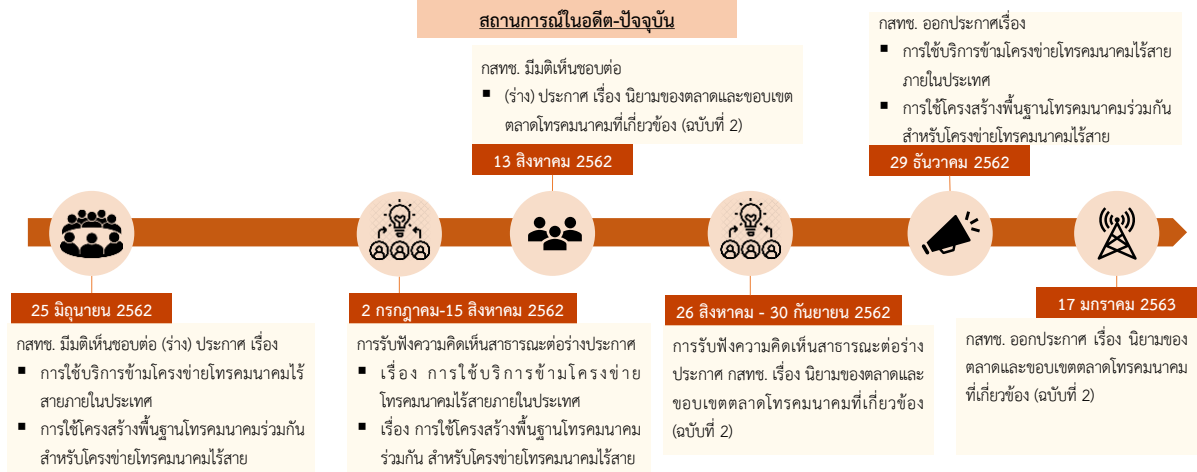 สถานการณ์ในอดีต-ปัจจุบัน
กสทช. มีมติเห็นชอบต่อ
▪ (ร่าง) ประกาศ เรื่อง นิยามของตลาดและขอบเขต
ตลาดโทรคมนาคมที่เกี่ยวข้อง (ฉบับที่ 2)
13 สิงหาคม 2562
กสทช. ออกประกาศเรื่อง
▪ การใช้บริการข้ามโครงข่ายโทรคมนาคมไร้สาย
ภายในประเทศ
▪ การใช้โครงสร้างพื้นฐานโทรคมนาคมร่วมกัน
สำหรับโครงข่ายโทรคมนาคมไร้สาย
29 ธันวาคม 2562
25 มิถุนายน 2562
กสทช. มีมติเห็นชอบต่อ (ร่าง) ประกาศ เรื่อง
▪ การใช้บริการข้ามโครงข่ายโทรคมนาคมไร้
สายภายในประเทศ
▪ การใช้โครงสร้างพื้นฐานโทรคมนาคมร่วมกัน
สำหรับโครงข่ายโทรคมนาคมไร้สาย
2 กรกฎาคม-15 สิงหาคม 2562
การรับฟังความคิดเห็นสาธารณะต่อร่างประกาศ
▪ เรื่อง การใช้บริการข้ามโครงข่าย
โทรคมนาคมไร้สายภายในประเทศ
▪ เรื่อง การใช้โครงสร้างพื้นฐานโทรคมนาคม
ร่วมกัน สำหรับโครงข่ายโทรคมนาคมไร้สาย
26 สิงหาคม - 30 กันยายน 2562
การรับฟังความคิดเห็นสาธารณะต่อร่าง
ประกาศ กสทช. เรื่อง นิยามของตลาดและ
ขอบเขตตลาดโทรคมนาคมที่เกี่ยวข้อง
(ฉบับที่ 2)
17 มกราคม 2563
กสทช. ออกประกาศ เรื่อง นิยามของ
ตลาดและขอบเขตตลาดโทรคมนาคม
ที่เกี่ยวข้อง (ฉบับที่ 2)